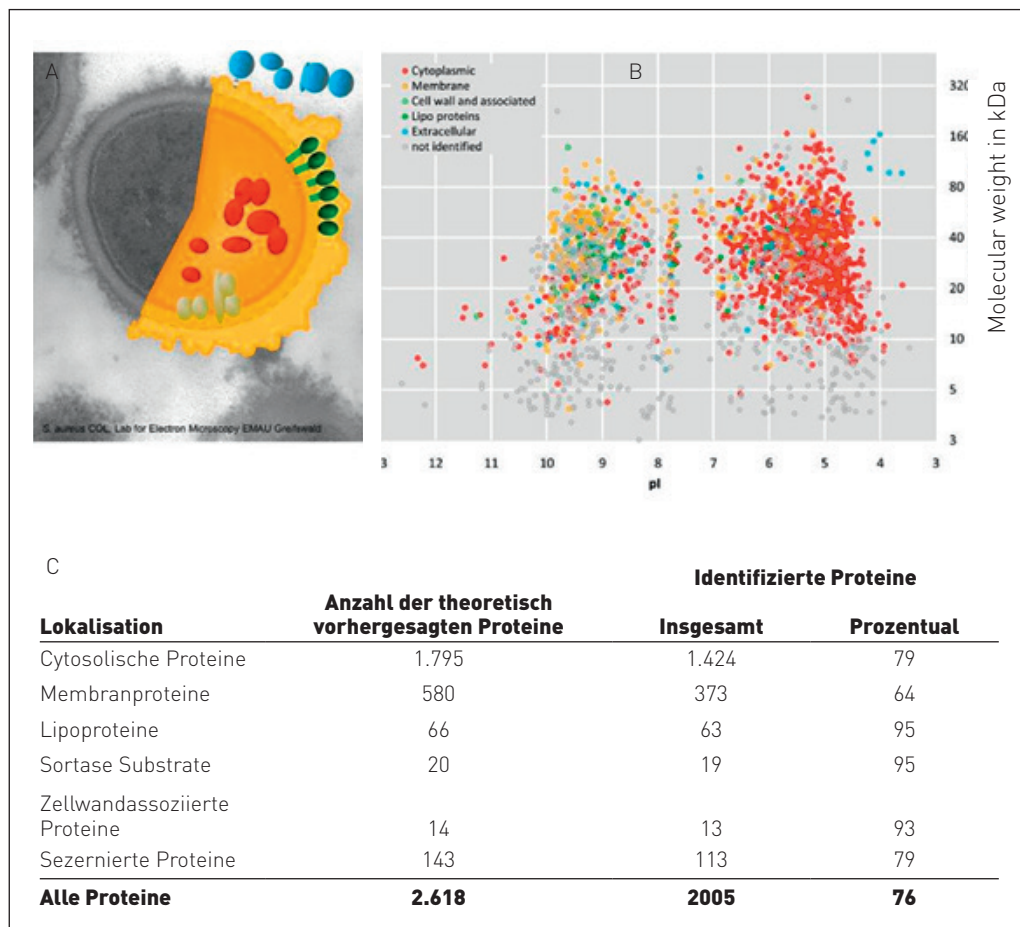 A
S. aureus COL, Lab for Electron Microscopy EMAU Greifswald
B
Cytoplasmic
Membrane
Cell wall and associated
Lipo proteins
Extracellular
not identified
320
160
80
40
20
10
5
3
Molecular weight in kDa
3 12 11 10 9 8 7 6 5 4 3
pI
C
Identifizierte Proteine
Anzahl der theoretisch
Lokalisation vorhergesagten Proteine Insgesamt Prozentual
Cytosolische Proteine 1.795 1.424 79
Membranproteine 580 373 64
Lipoproteine 66 63 95
Sortase Substrate 20 19 95
Zellwandassoziierte
Proteine 14 13 93
Sezernierte Proteine 143 113 79
Alle Proteine 2.618 2005 76